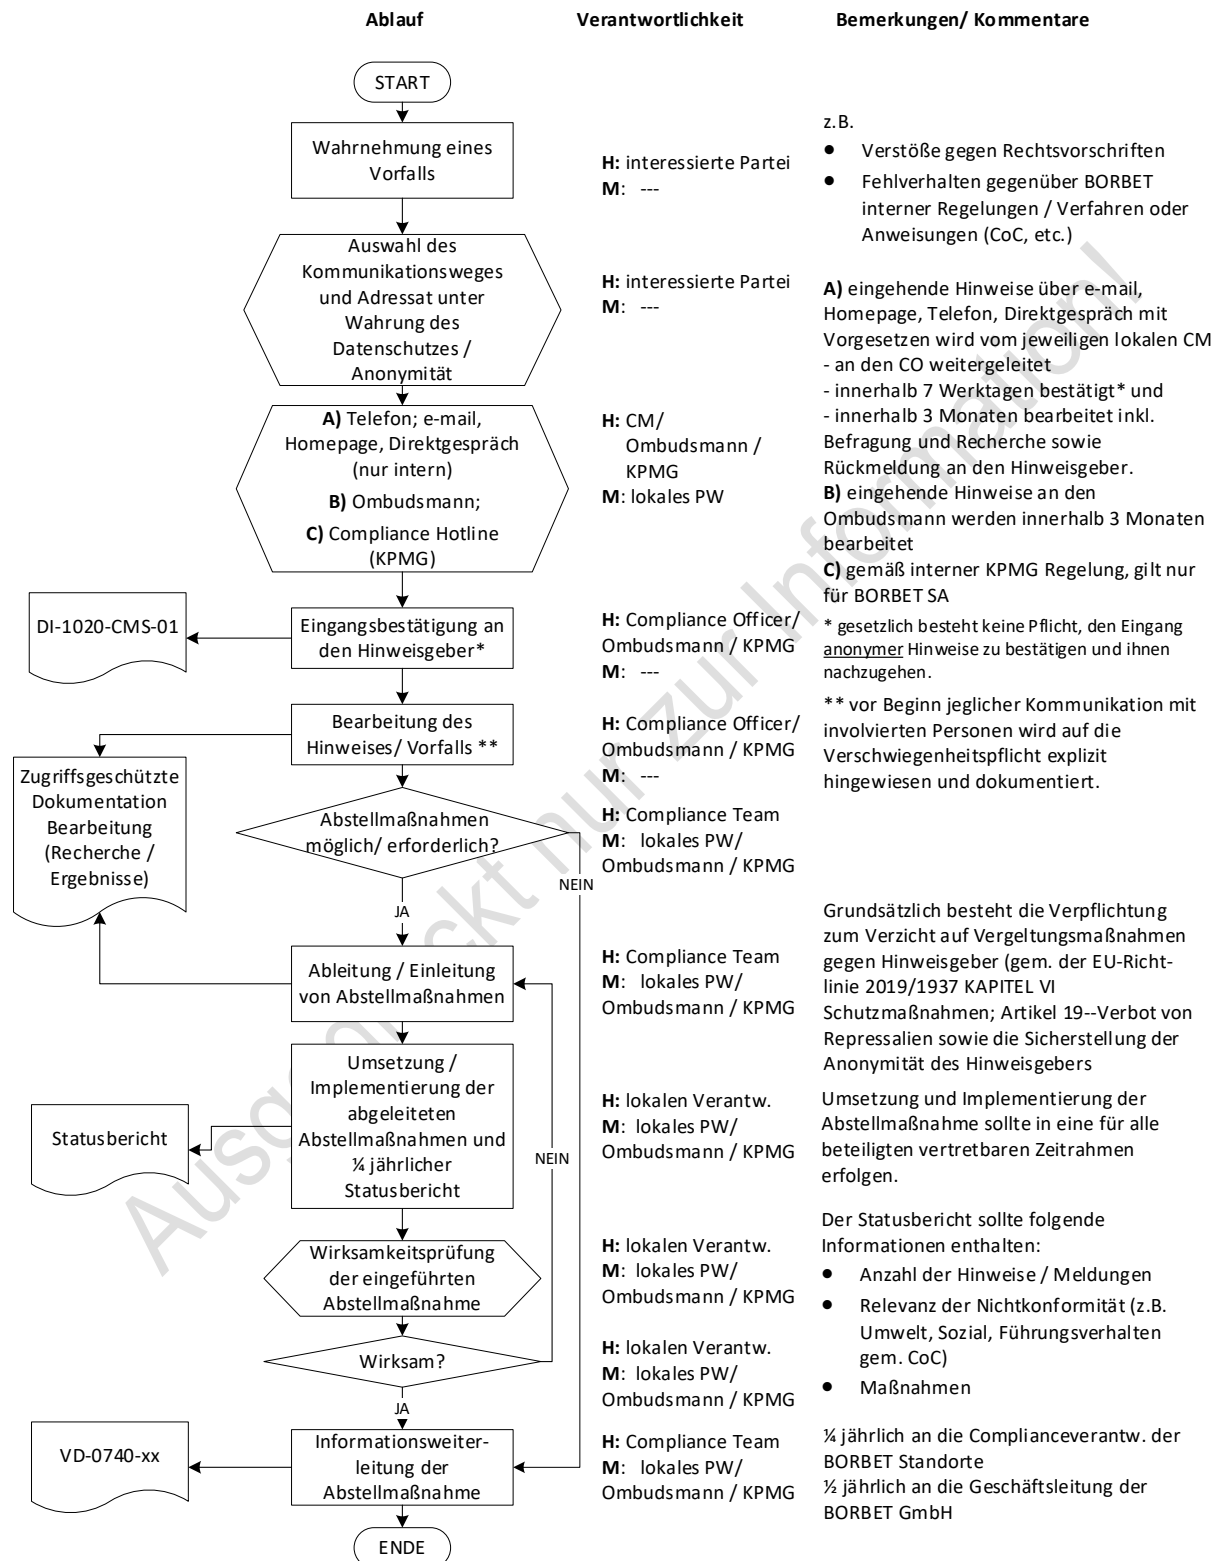 Ablauf
Verantwortlichkeit
Bemerkungen/ Kommentare
START
Wahrnehmung eines
Vorfalls
H: interessierte Partei
M: ---
z.B.
• Verstöße gegen Rechtsvorschriften
• Fehlverhalten gegenüber BORBET
interner Regelungen / Verfahren oder
Anweisungen (CoC, etc.)
Auswahl des
Kommunikationsweges
und Adressat unter
Wahrung des
Datenschutzes /
Anonymität
H: interessierte Partei
M: ---
A) Telefon; e-mail,
Homepage, Direktgespräch
(nur intern)
B) Ombudsmann;
C) Compliance Hotline
(KPMG)
H: CM/
Ombudsmann /
KPMG
M: lokales PW
A) eingehende Hinweise über e-mail,
Homepage, Telefon, Direktgespräch mit
Vorgesetzen wird vom jeweiligen lokalen CM
- an den CO weitergeleitet
- innerhalb 7 Werktagen bestätigt* und
- innerhalb 3 Monaten bearbeitet inkl.
Befragung und Recherche sowie
Rückmeldung an den Hinweisgeber.
B) eingehende Hinweise an den
Ombudsmann werden innerhalb 3 Monaten
bearbeitet
C) gemäß interner KPMG Regelung, gilt nur
für BORBET SA
DI-1020-CMS-01
Eingangsbestätigung an
den Hinweisgeber*
H: Compliance Officer/
Ombudsmann / KPMG
M: ---
* gesetzlich besteht keine Pflicht, den Eingang
anonymer Hinweise zu bestätigen und ihnen
nachzugehen.
Bearbeitung des
Hinweises/ Vorfalls **
H: Compliance Officer/
Ombudsmann / KPMG
M: ---
** vor Beginn jeglicher Kommunikation mit
involvierten Personen wird auf die
Verschwiegenheitspflicht explizit
hingewiesen und dokumentiert.
Zugriffsgeschützte
Dokumentation
Bearbeitung
(Recherche /
Ergebnisse)
Abstellmaßnahmen
möglich/ erforderlich?
H: Compliance Team
M: lokales PW/
Ombudsmann / KPMG
NEIN
JA
Ableitung / Einleitung
von Abstellmaßnahmen
H: Compliance Team
M: lokales PW/
Ombudsmann / KPMG
Grundsätzlich besteht die Verpflichtung
zum Verzicht auf Vergeltungsmaßnahmen
gegen Hinweisgeber (gem. der EU-Richt-
linie 2019/1937 KAPITEL VI
Schutzmaßnahmen; Artikel 19--Verbot von
Repressalien sowie die Sicherstellung der
Anonymität des Hinweisgebers
Statusbericht
Umsetzung /
Implementierung der
abgeleiteten
Abstellmaßnahmen und
¼ jährlicher
Statusbericht
NEIN
H: lokalen Verantw.
M: lokales PW/
Ombudsmann / KPMG
Umsetzung und Implementierung der
Abstellmaßnahme sollte in eine für alle
beteiligten vertretbaren Zeitrahmen
erfolgen.
Wirksamkeitsprüfung
der eingeführten
Abstellmaßnahme
H: lokalen Verantw.
M: lokales PW/
Ombudsmann / KPMG
Der Statusbericht sollte folgende
Informationen enthalten:
• Anzahl der Hinweise / Meldungen
• Relevanz der Nichtkonformität (z.B.
Umwelt, Sozial, Führungsverhalten
gem. CoC)
• Maßnahmen
Wirksam?
H: lokalen Verantw.
M: lokales PW/
Ombudsmann / KPMG
JA
VD-0740-xx
Informationsweiter-
leitung der
Abstellmaßnahme
H: Compliance Team
M: lokales PW/
Ombudsmann / KPMG
¼ jährlich an die Complianceverantw. der
BORBET Standorte
½ jährlich an die Geschäftsleitung der
BORBET GmbH
ENDE
Ausgedruckt nur zur Information!